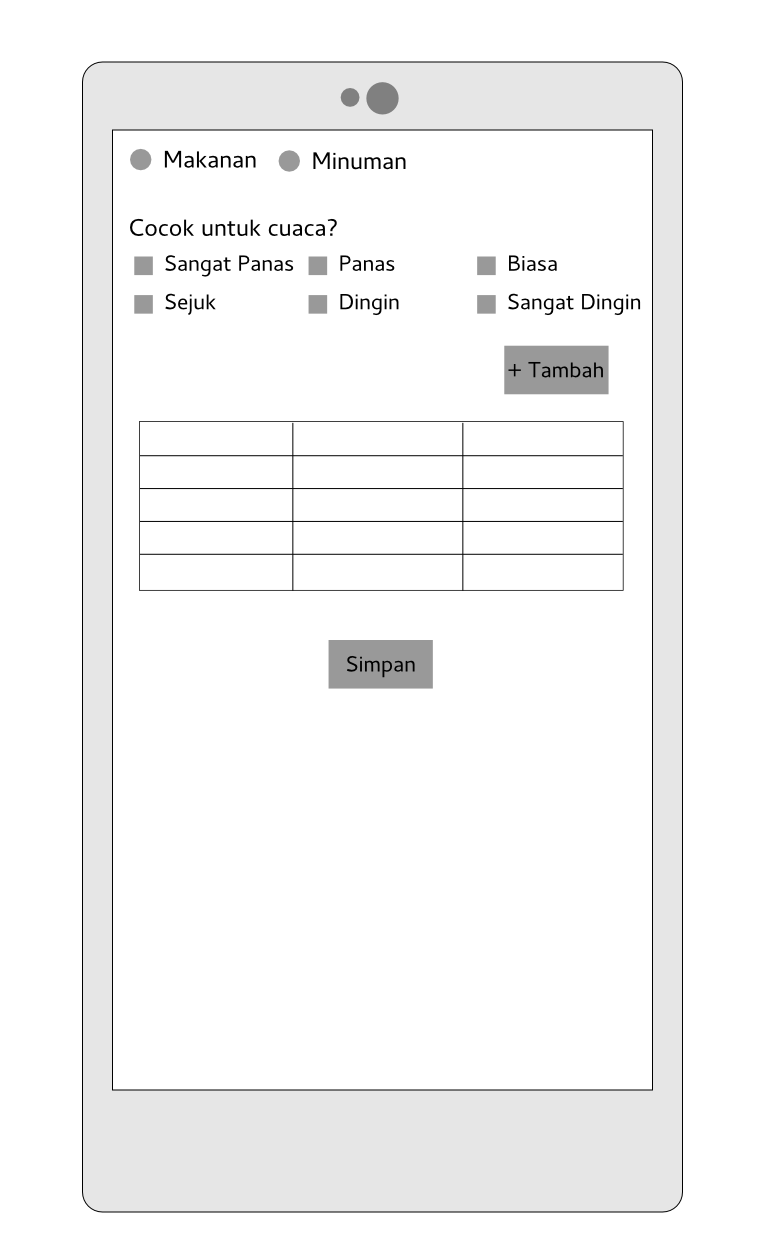 Makanan Minuman
Cocok untuk cuaca?
Sangat Panas Panas Biasa
Sejuk Dingin Sangat Dingin
+ Tambah
Simpan